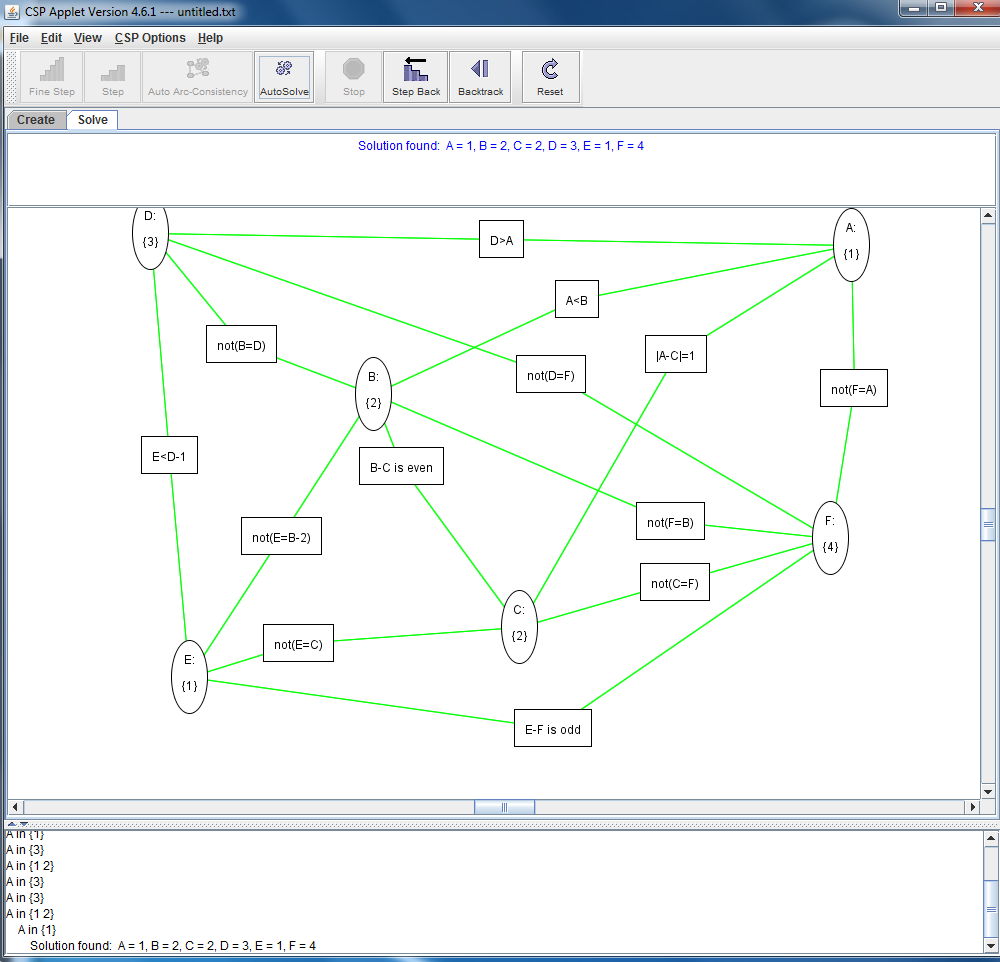 CSP Applet Version 4.6.1 --- untitled.txt
File Edit View CSP Options Help
Fine Step Step Auto Arc-Consistency AutoSolve Stop Step Back Backtrack Reset
Create Solve
Solution found: A = 1, B = 2, C = 2, D = 3, E = 1, F = 4
D:
{3}
D>A
A:
{1}
A<B
not(B=D)
|A-C|=1
B:
{2}
not(D=F)
not(F=A)
E<D-1
B-C is even
not(E=B-2)
not(F=B)
F:
{4}
not(C=F)
C:
{2}
not(E=C)
E:
{1}
E-F is odd
A in {1}
A in {3}
A in {1 2}
A in {3}
A in {3}
A in {1 2}
A in {1}
Solution found: A = 1, B = 2, C = 2, D = 3, E = 1, F = 4